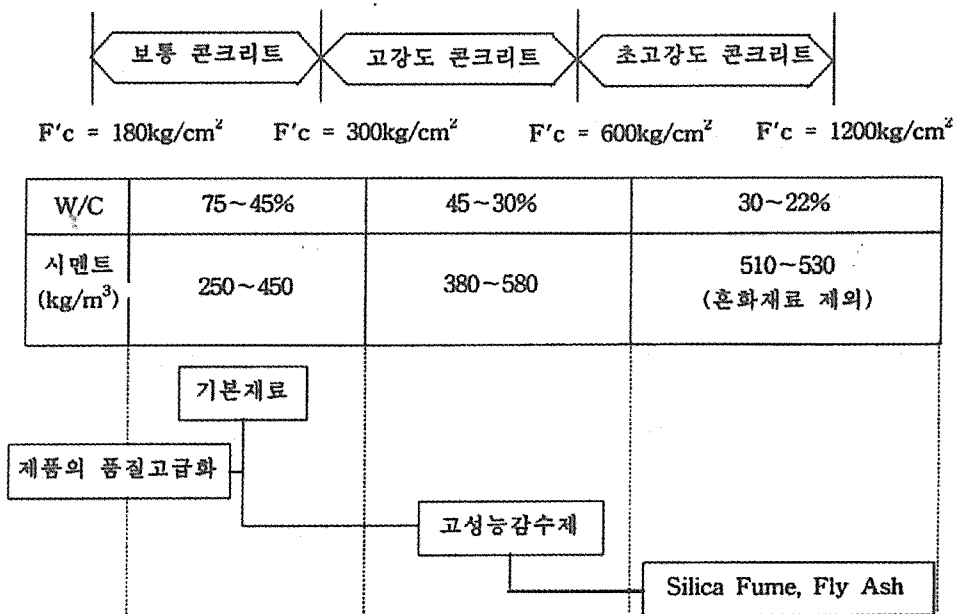 보통 콘크리트 고강도 콘크리트 초고강도 콘크리트
F'c = 180kg/cm² F'c = 300kg/cm² F'c = 600kg/cm² F'c = 1200kg/cm²
W/C 75~45% 45~30% 30~22%
시멘트
(kg/m³) 250~450 380~580 510~530
(혼화재료 제외)
기본재료
제품의 품질고급화
고성능감수제
Silica Fume, Fly Ash